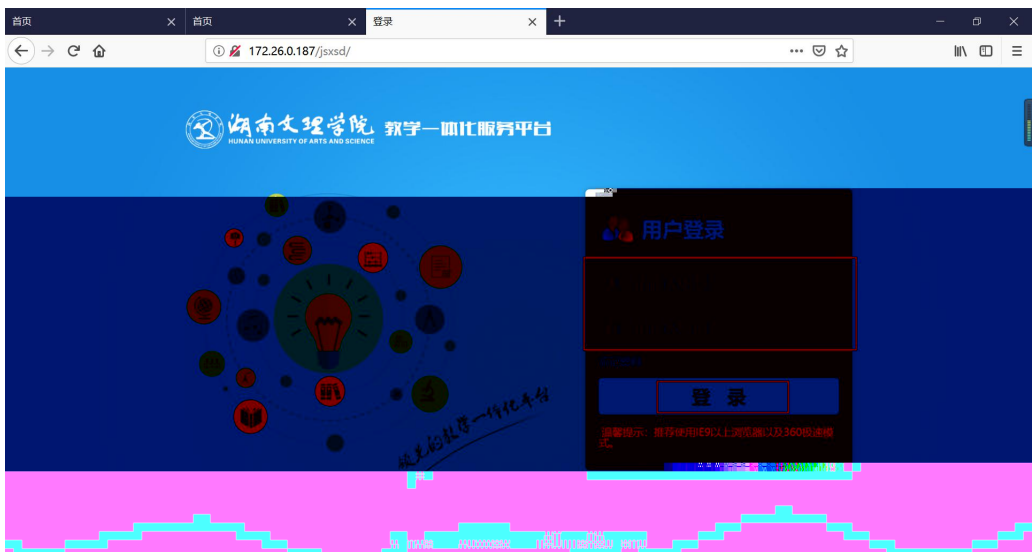 首页
首页
登录
172.26.0.187/jsxsd/
湖南文理学院 教学一体化服务平台
HUNAN UNIVERSITY OF ARTS AND SCIENCE
用户登录
登 录
温馨提示：推荐使用IE9以上浏览器以及360极速模
式。